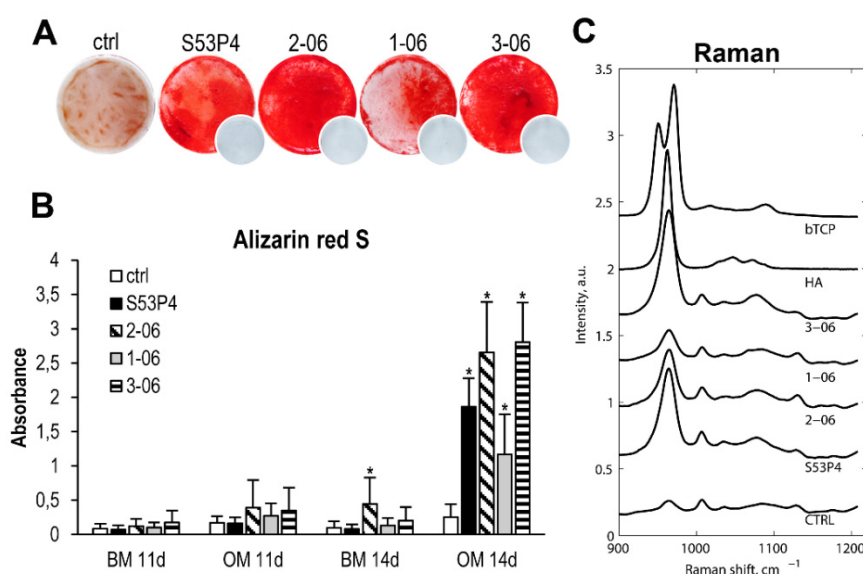 A
ctrl S53P4 2-06 1-06 3-06
B
Alizarin red S
Absorbance
4
3,5
3
2,5
2
1,5
1
0,5
0
ctrl
S53P4
2-06
1-06
3-06
* * * * *
BM 11d OM 11d BM 14d OM 14d
C
Raman
Intensity, a.u.
3.5
3
2.5
2
1.5
1
0.5
0
bTCP
HA
3-06
1-06
2-06
S53P4
CTRL
900 1000 1100 1200
Raman shift, cm⁻¹